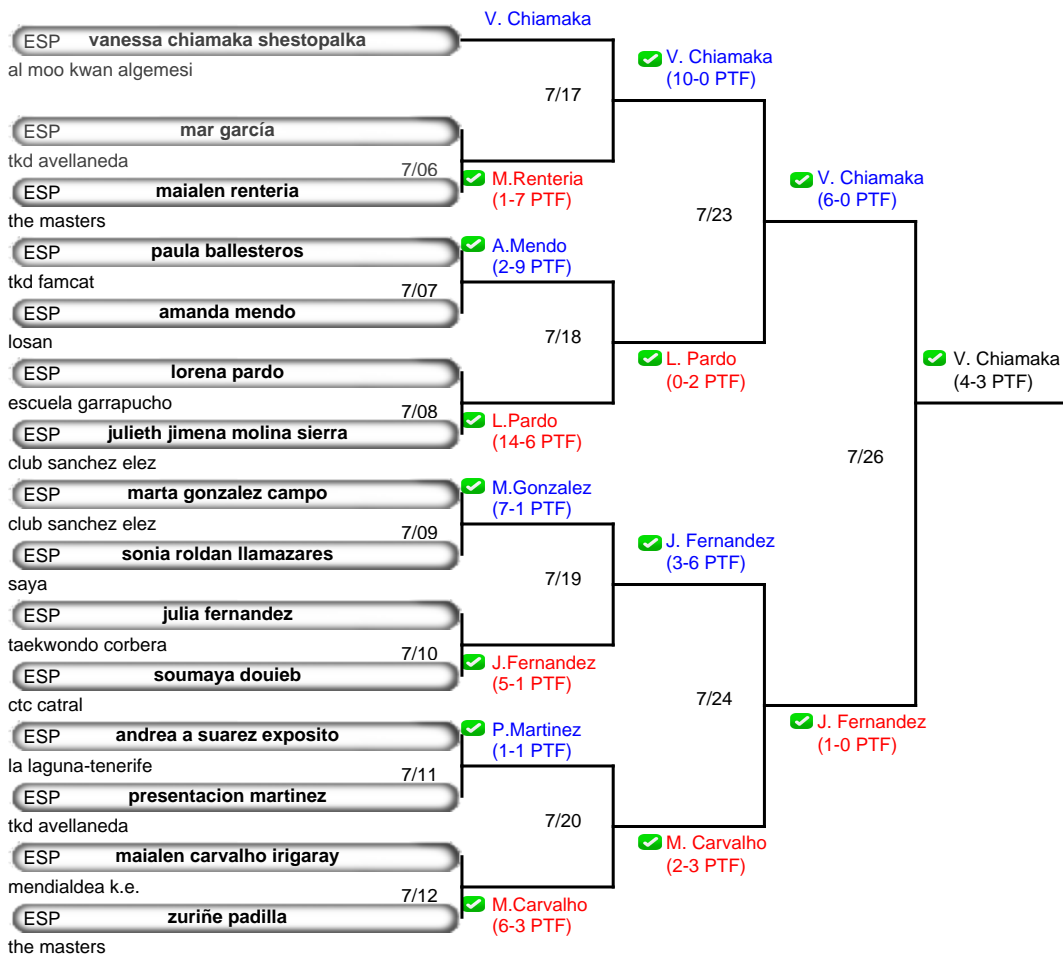 V. Chiamaka
ESP vanessa chiamaka shestopalka
al moo kwan algemesi
V. Chiamaka
(10-0 PTF)
7/17
ESP mar garcía
tkd avellaneda
7/06
ESP maialen renteria
the masters
M.Renteria
(1-7 PTF)
V. Chiamaka
(6-0 PTF)
7/23
ESP paula ballesteros
tkd famcat
7/07
ESP amanda mendo
losan
A.Mendo
(2-9 PTF)
7/18
ESP lorena pardo
escuela garrapucho
7/08
ESP julieth jimena molina sierra
club sanchez elez
L.Pardo
(14-6 PTF)
L. Pardo
(0-2 PTF)
V. Chiamaka
(4-3 PTF)
7/26
ESP marta gonzalez campo
club sanchez elez
7/09
ESP sonia roldan llamazares
saya
M.Gonzalez
(7-1 PTF)
J. Fernandez
(3-6 PTF)
7/19
ESP julia fernandez
taekwondo corbera
7/10
ESP soumaya douieb
ctc catral
J.Fernandez
(5-1 PTF)
7/24
J. Fernandez
(1-0 PTF)
ESP andrea a suarez exposito
la laguna-tenerife
7/11
ESP presentacion martinez
tkd avellaneda
P.Martinez
(1-1 PTF)
7/20
M. Carvalho
(2-3 PTF)
ESP maialen carvalho irigaray
mendialdea k.e.
7/12
ESP zuriñe padilla
the masters
M.Carvalho
(6-3 PTF)